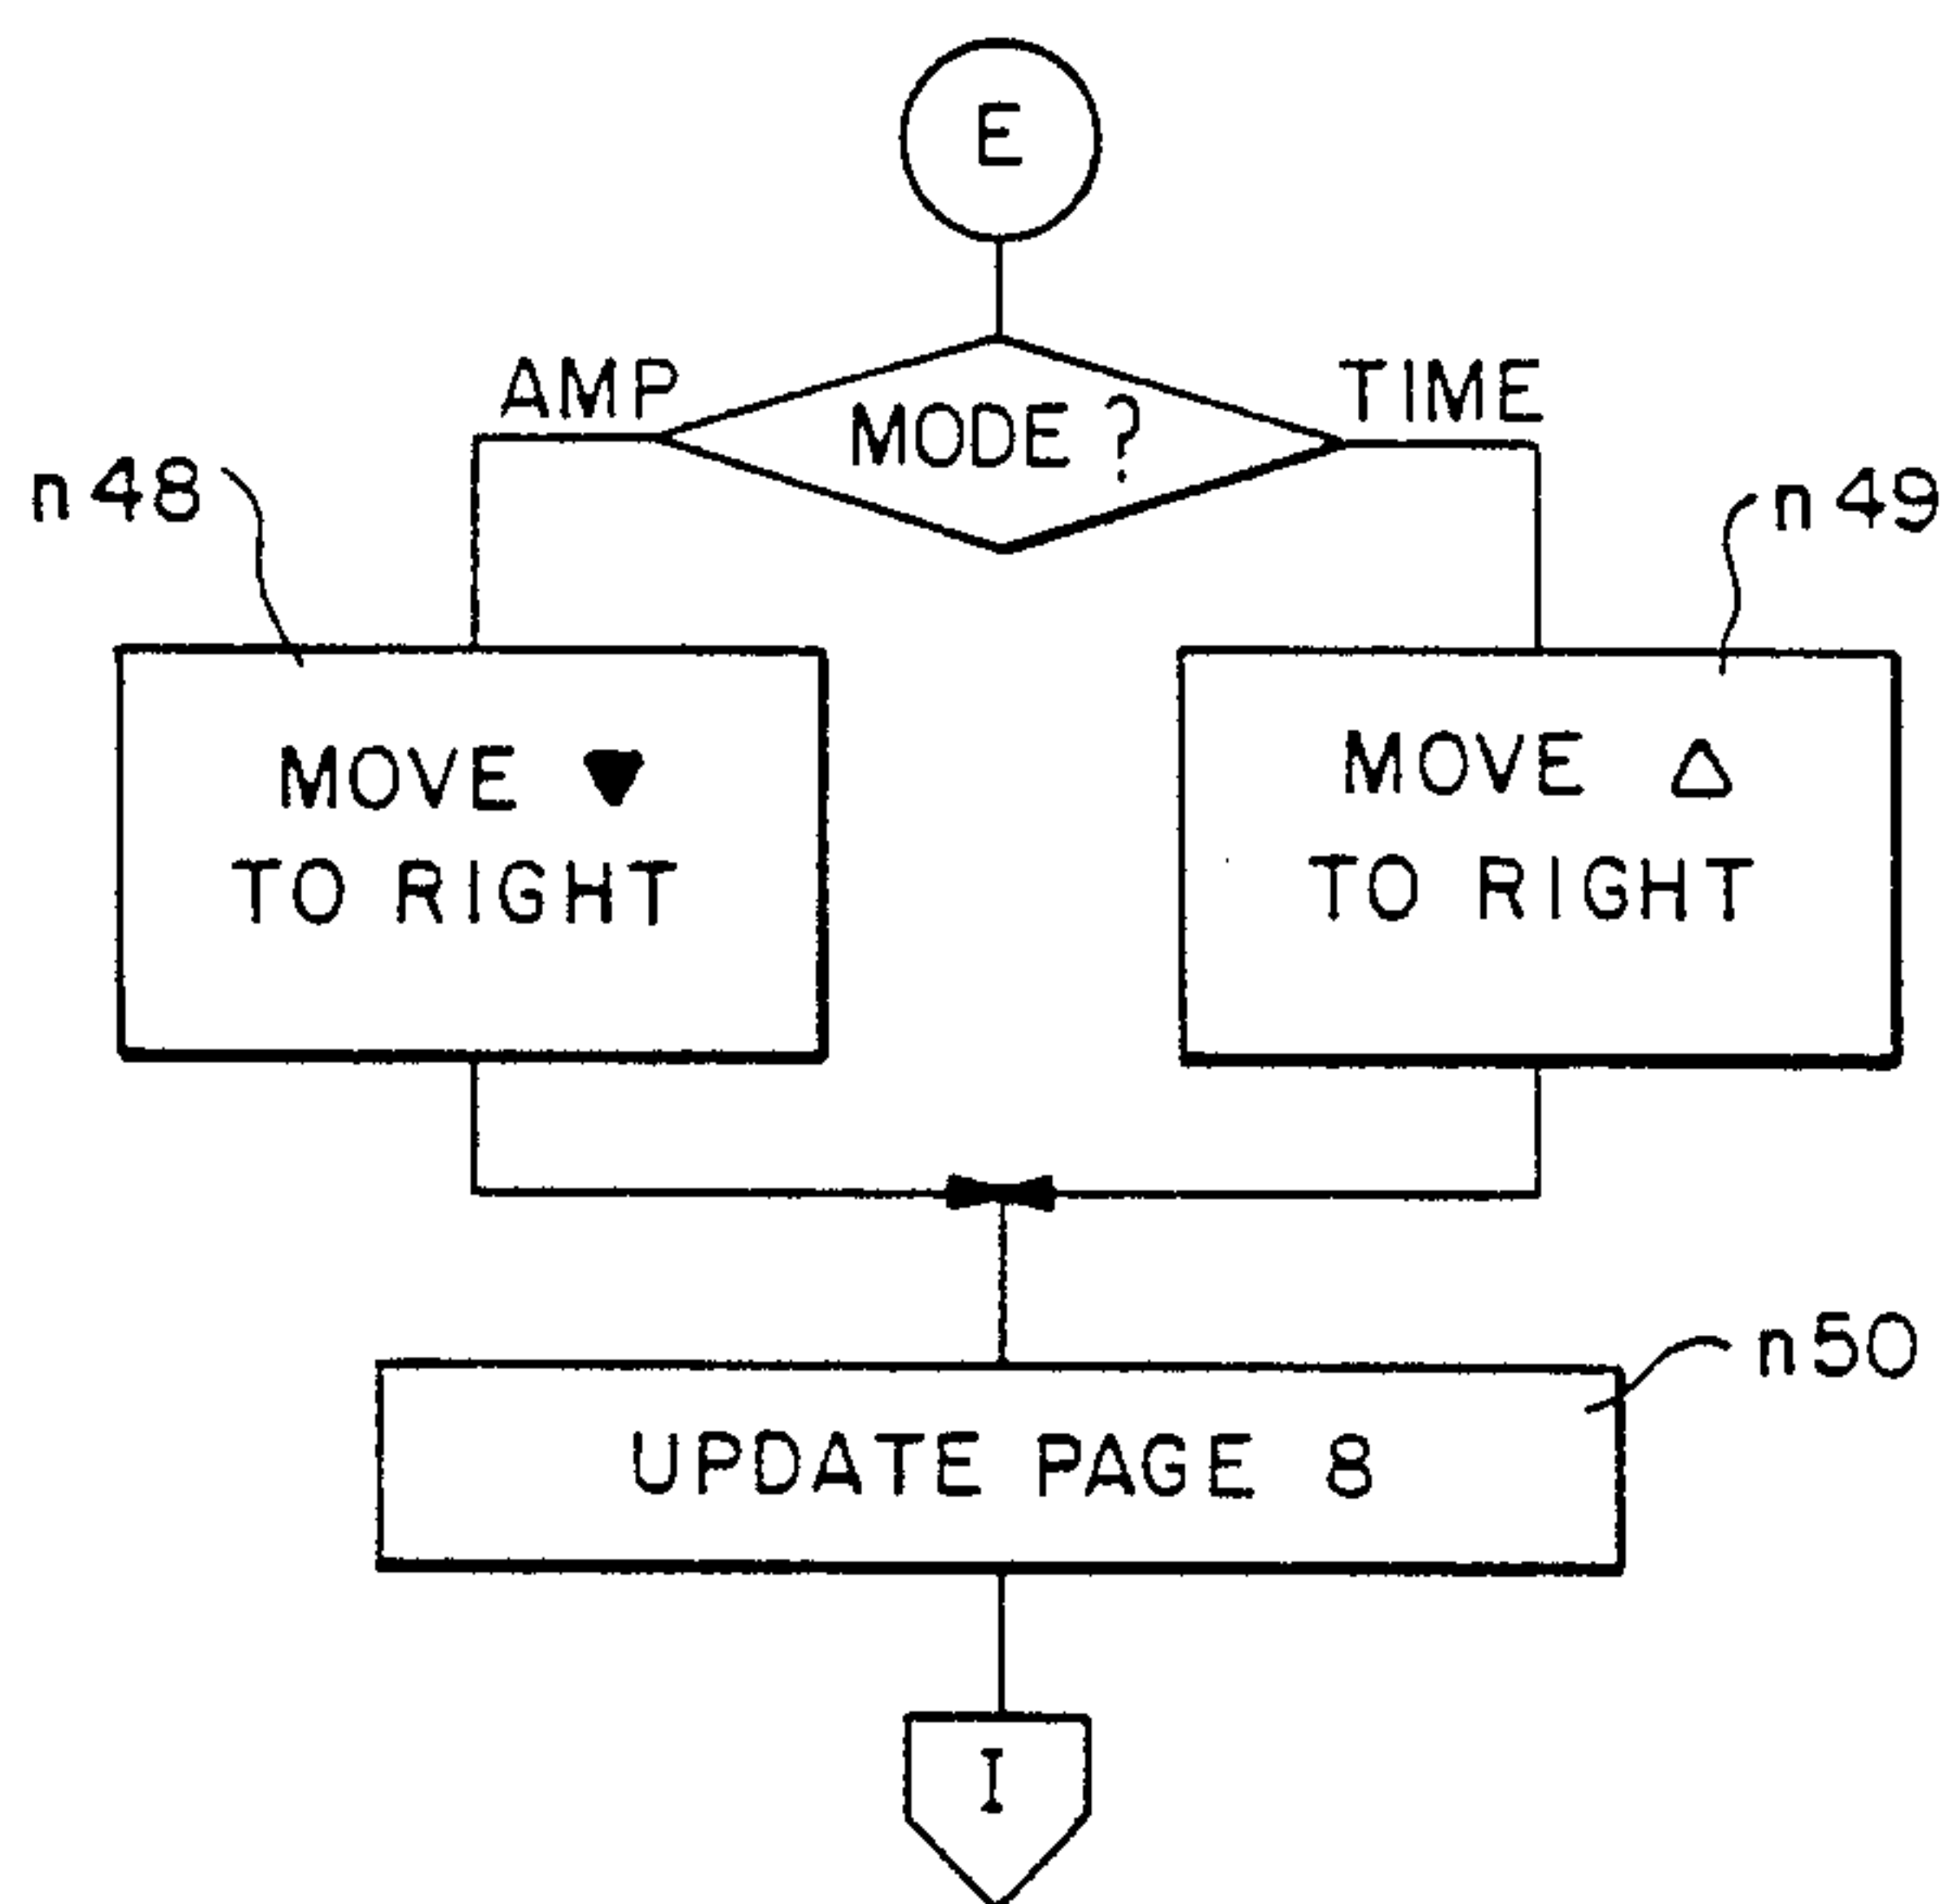 E
AMP
MODE?
TIME
n48
n49
MOVE ▼
TO RIGHT
MOVE △
TO RIGHT
n50
UPDATE PAGE 8
I